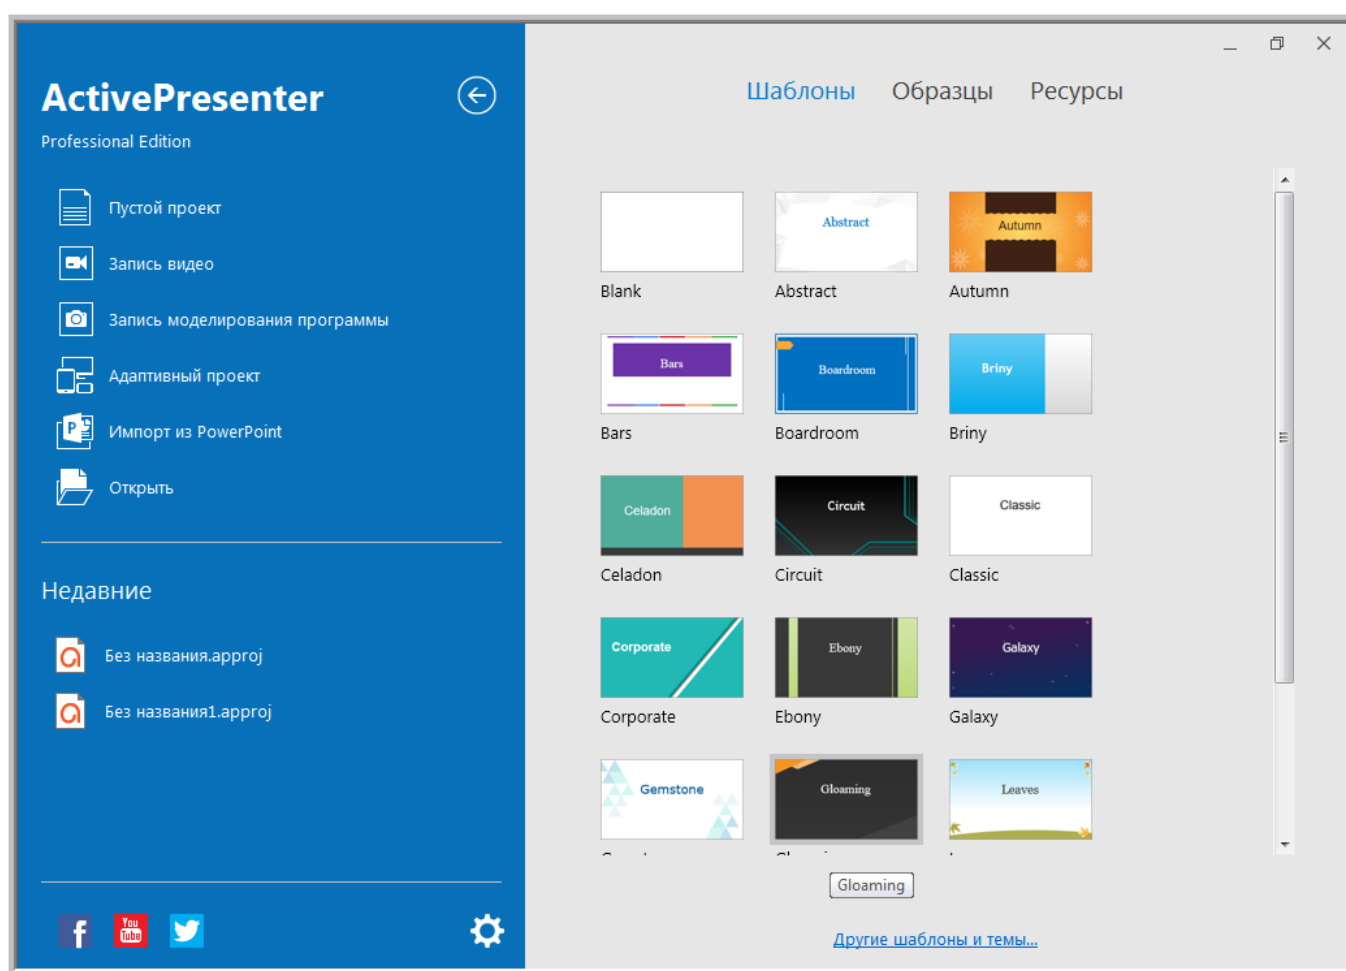 ActivePresenter
Professional Edition
Пустой проект
Запись видео
Запись моделирования программы
Адаптивный проект
Импорт из PowerPoint
Открыть
Недавние
Без названия.approj
Без названия1.approj
f
You
Tube
Шаблоны Образцы Ресурсы
Abstract Autumn
Blank Abstract Autumn
Bars Boardroom Briny
Bars Boardroom Briny
Celadon Circuit Classic
Celadon Circuit Classic
Corporate Ebony Galaxy
Corporate Ebony Galaxy
Gemstone Gloaming Leaves
Gloaming
Другие шаблоны и темы...